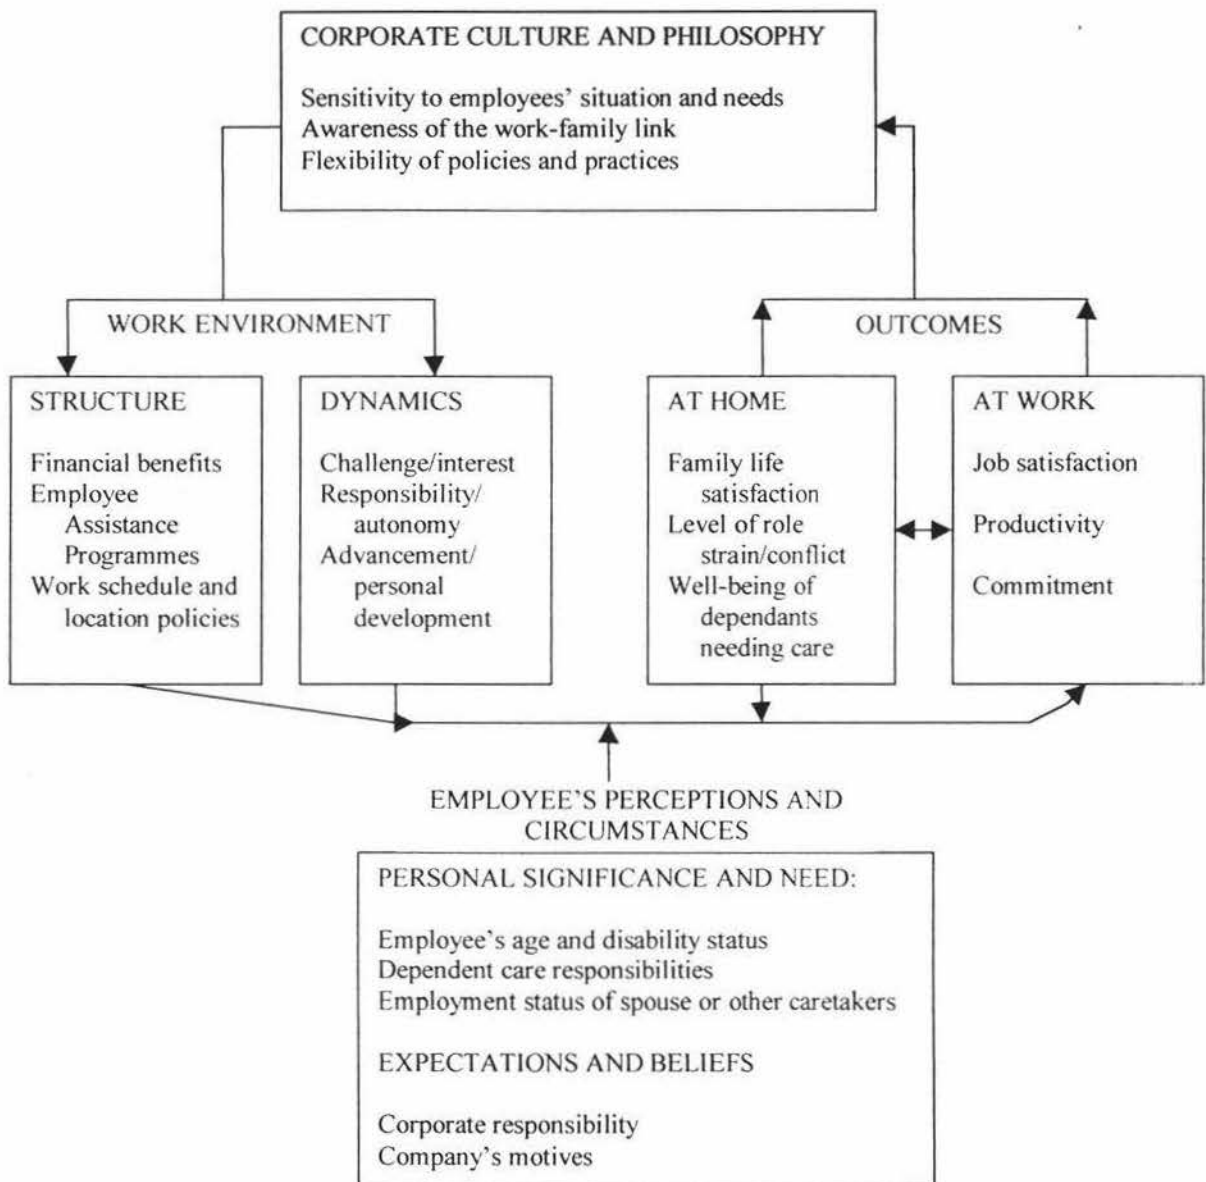 CORPORATE CULTURE AND PHILOSOPHY
Sensitivity to employees' situation and needs
Awareness of the work-family link
Flexibility of policies and practices
WORK ENVIRONMENT
OUTCOMES
STRUCTURE
Financial benefits
Employee
Assistance
Programmes
Work schedule and
location policies
DYNAMICS
Challenge/interest
Responsibility/
autonomy
Advancement/
personal
development
AT HOME
Family life
satisfaction
Level of role
strain/conflict
Well-being of
dependants
needing care
AT WORK
Job satisfaction
Productivity
Commitment
EMPLOYEE'S PERCEPTIONS AND
CIRCUMSTANCES
PERSONAL SIGNIFICANCE AND NEED:
Employee's age and disability status
Dependent care responsibilities
Employment status of spouse or other caretakers
EXPECTATIONS AND BELIEFS
Corporate responsibility
Company's motives